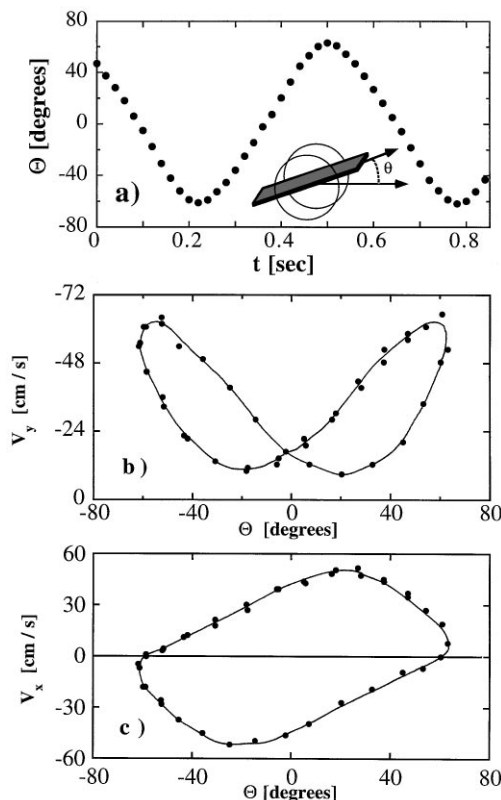 80
40
0
-40
-80
Θ [degrees]
a)
θ
0 0.2 0.4 0.6 0.8
t [sec]
-72
-48
-24
0
V_y [cm / s]
b )
-80 -40 0 40 80
Θ [degrees]
60
30
0
-30
-60
V_x [cm / s]
c )
-80 -40 0 40 80
Θ [degrees]